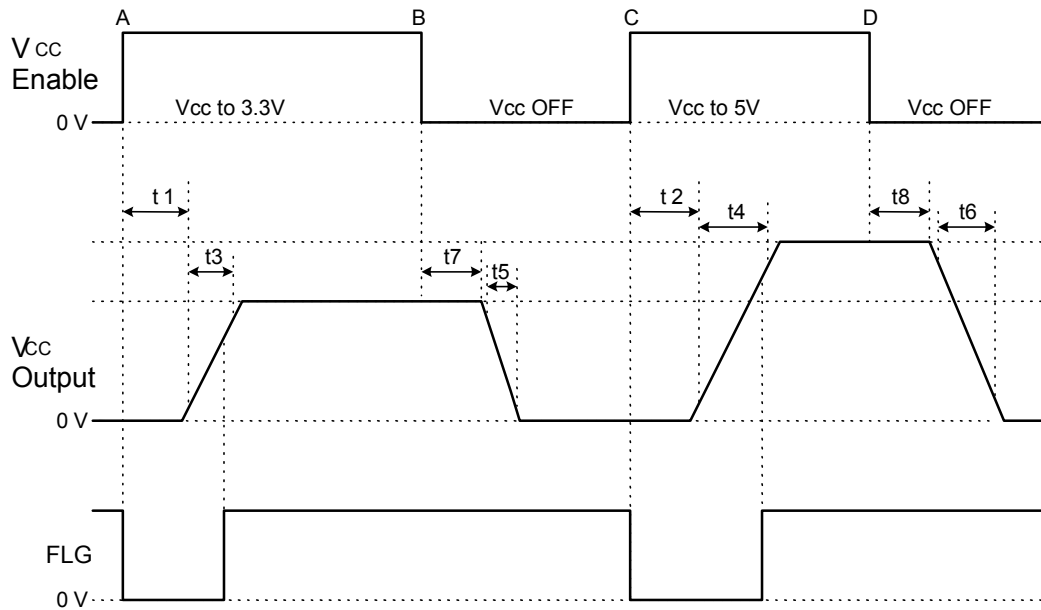 A B C D
V CC
Enable
Vcc to 3.3V Vcc OFF Vcc to 5V Vcc OFF
0 V
t 1 t 2 t4 t8 t6
t3 t7 t5
VCC
Output
0 V
FLG
0 V